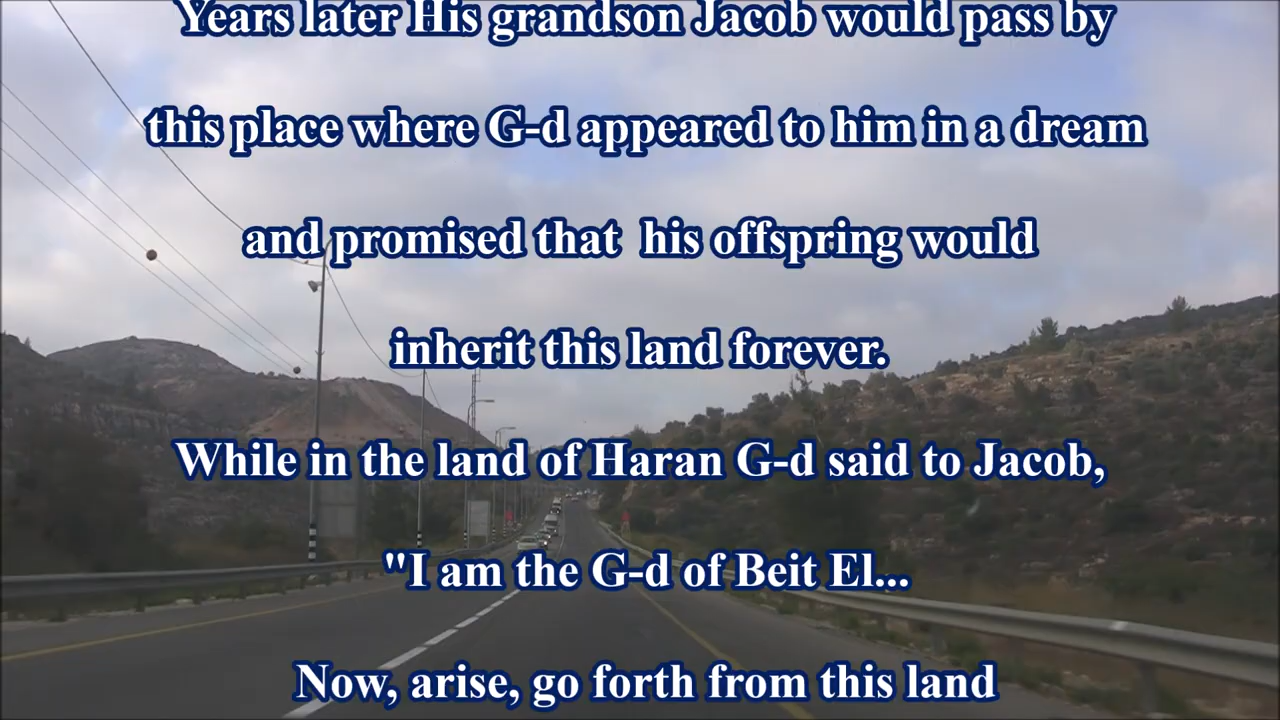 Years later His grandson Jacob would pass by
this place where G-d appeared to him in a dream
and promised that  his offspring would
inherit this land forever.
While in the land of Haran G-d said to Jacob,
"I am the G-d of Beit El...
Now, arise, go forth from this land